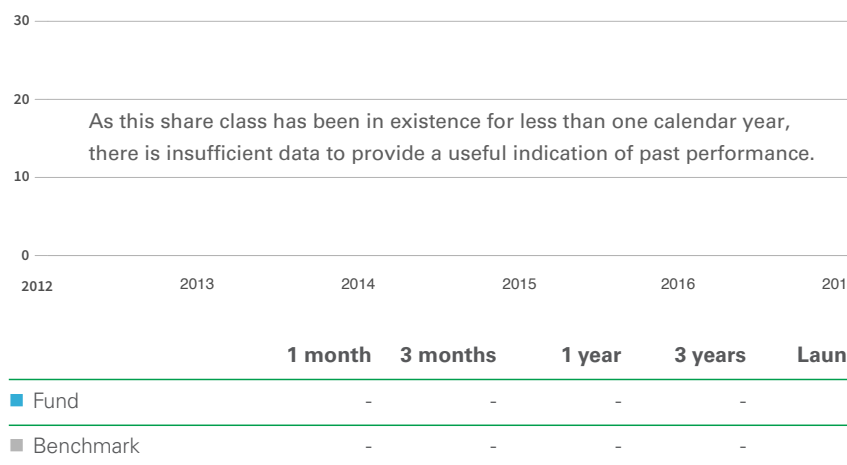 30
20
As this share class has been in existence for less than one calendar year,
there is insufficient data to provide a useful indication of past performance.
10
0
2012 2013 2014 2015 2016 201
1 month 3 months 1 year 3 years Laun
Fund - - - -
Benchmark - - - -